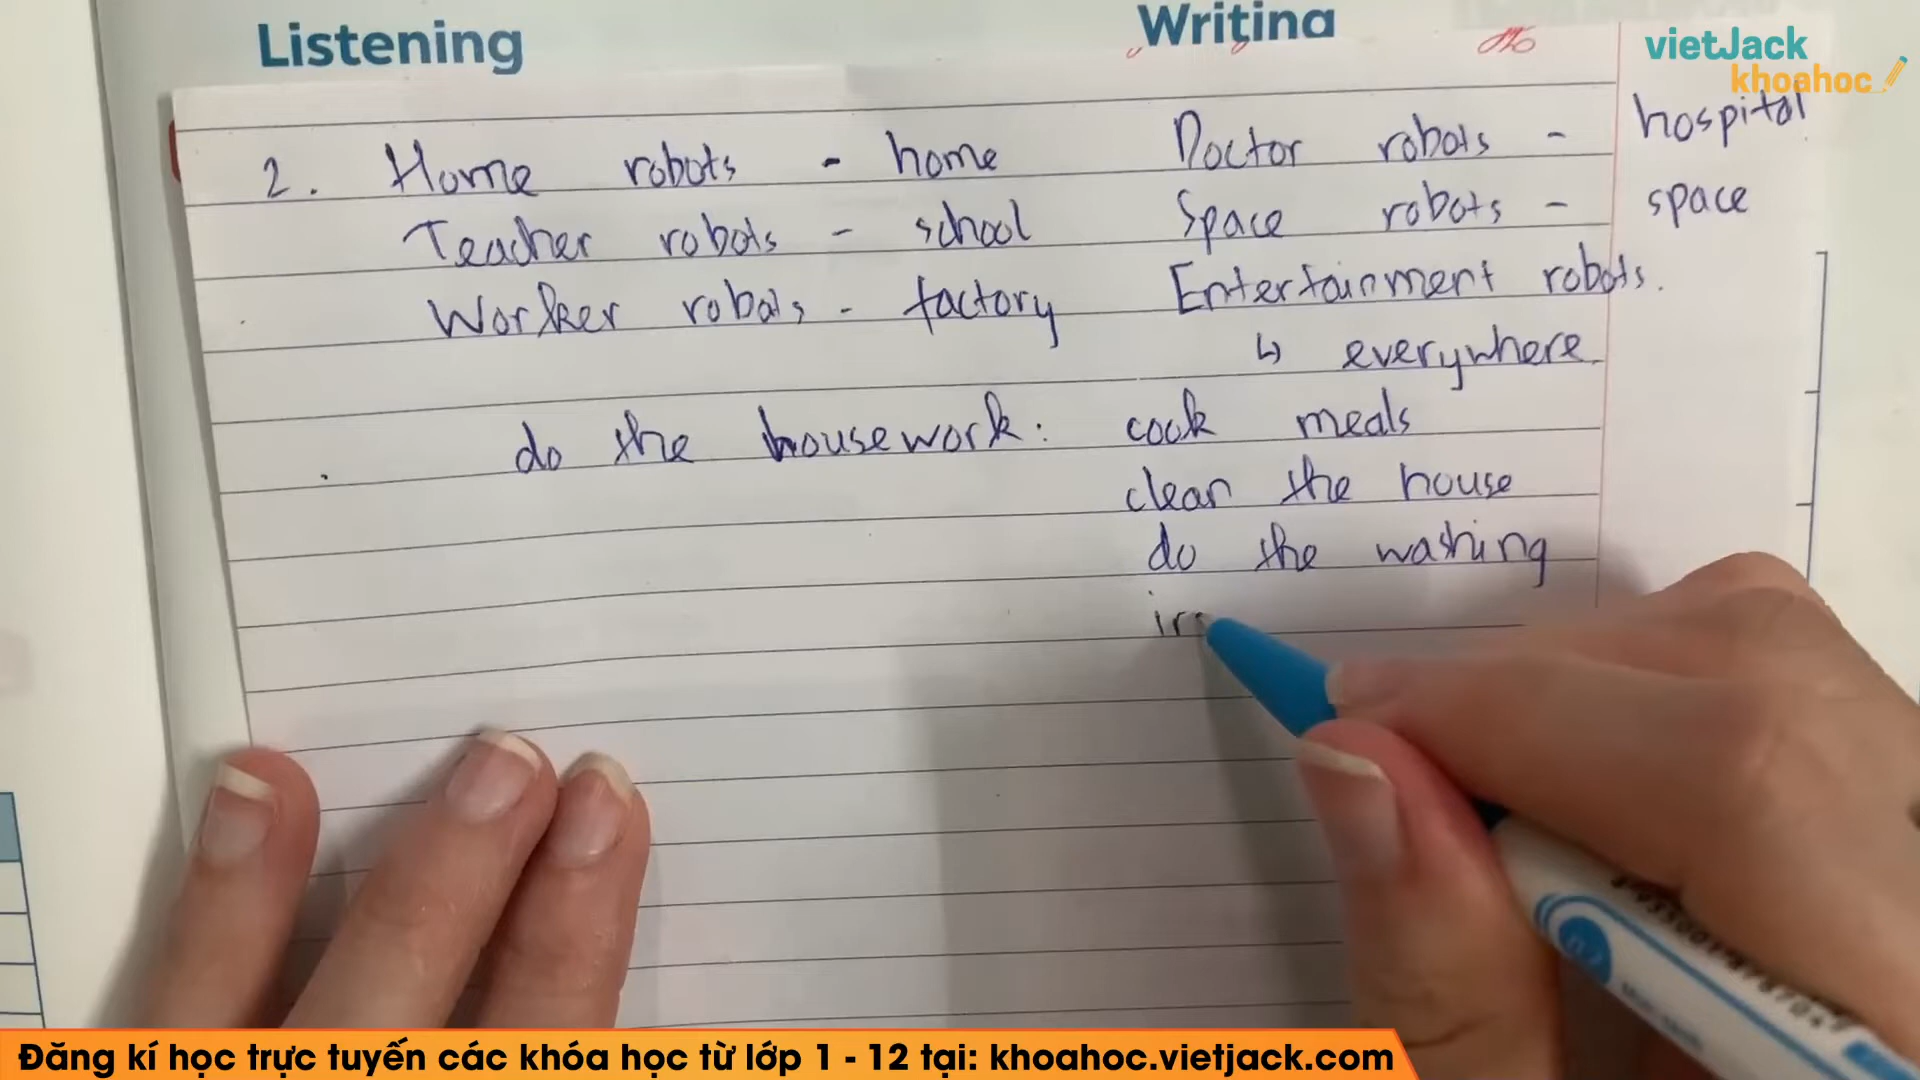 Listening
Writing
vietJack
khoahoc
2. Home robots - home
Teacher robots - school
Worker robots - factory
Doctor robots - hospital
Space robots - space
Entertainment robots.
↳ everywhere
do the housework: cook meals
clean the house
do the washing
Đăng kí học trực tuyến các khóa học từ lớp 1 - 12 tại: khoahoc.vietjack.com